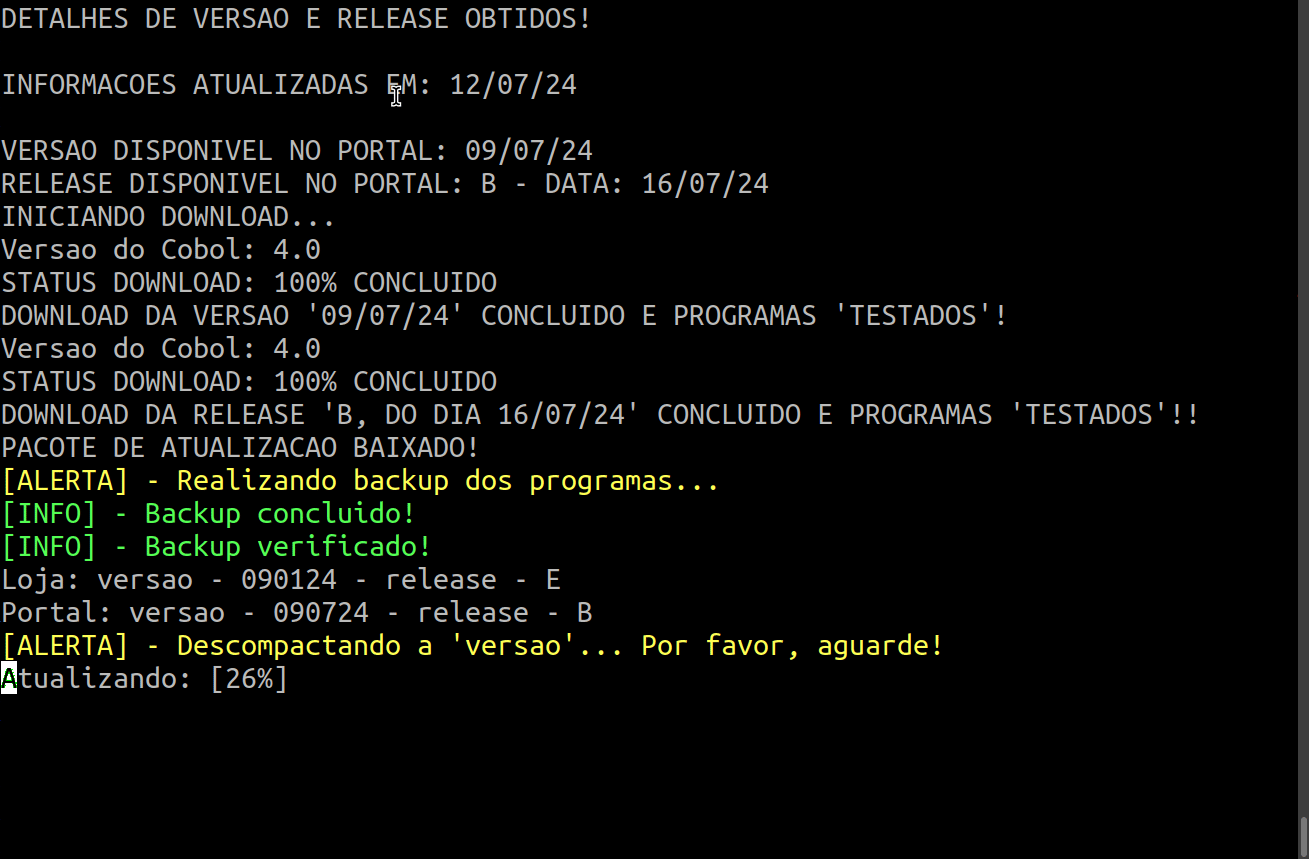 DETALHES DE VERSAO E RELEASE OBTIDOS!
INFORMACOES ATUALIZADAS EM: 12/07/24
VERSAO DISPONIVEL NO PORTAL: 09/07/24
RELEASE DISPONIVEL NO PORTAL: B - DATA: 16/07/24
INICIANDO DOWNLOAD...
Versao do Cobol: 4.0
STATUS DOWNLOAD: 100% CONCLUIDO
DOWNLOAD DA VERSAO '09/07/24' CONCLUIDO E PROGRAMAS 'TESTADOS'!
Versao do Cobol: 4.0
STATUS DOWNLOAD: 100% CONCLUIDO
DOWNLOAD DA RELEASE 'B, DO DIA 16/07/24' CONCLUIDO E PROGRAMAS 'TESTADOS'!!
PACOTE DE ATUALIZACAO BAIXADO!
[ALERTA] - Realizando backup dos programas...
[INFO] - Backup concluido!
[INFO] - Backup verificado!
Loja: versao - 090124 - release - E
Portal: versao - 090724 - release - B
[ALERTA] - Descompactando a 'versao'... Por favor, aguarde!
Atualizando: [26%]